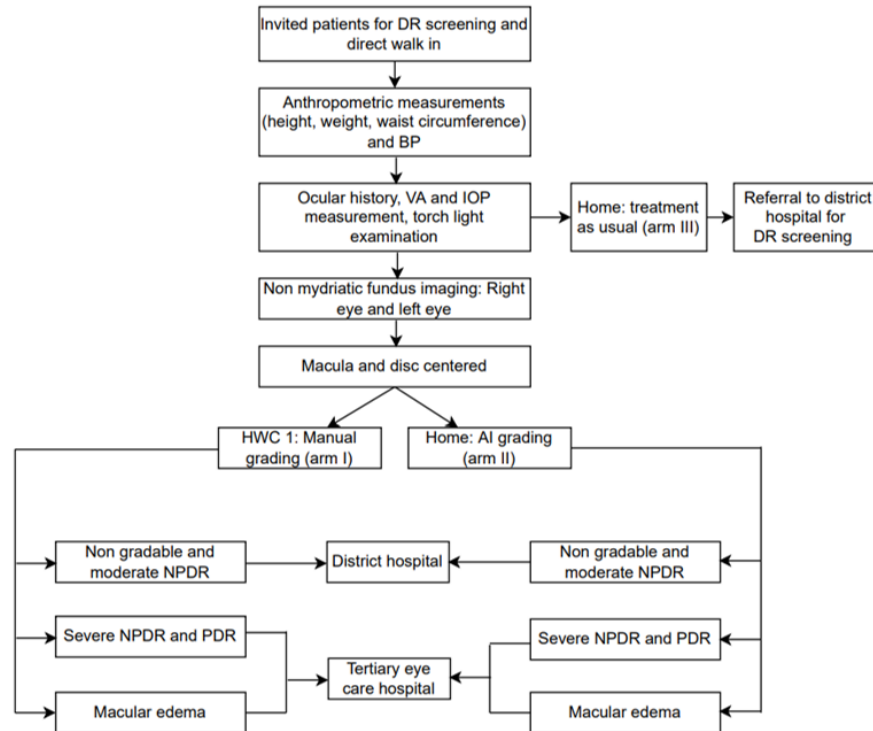 Invited patients for DR screening and
direct walk in
Anthropometric measurements
(height, weight, waist circumference)
and BP
Ocular history, VA and IOP
measurement, torch light
examination
Home: treatment
as usual (arm III)
Referral to district
hospital for
DR screening
Non mydriatic fundus imaging: Right
eye and left eye
Macula and disc centered
HWC 1: Manual
grading (arm I)
Home: AI grading
(arm II)
Non gradable and
moderate NPDR
District hospital
Non gradable and
moderate NPDR
Severe NPDR and PDR
Severe NPDR and PDR
Tertiary eye
care hospital
Macular edema
Macular edema